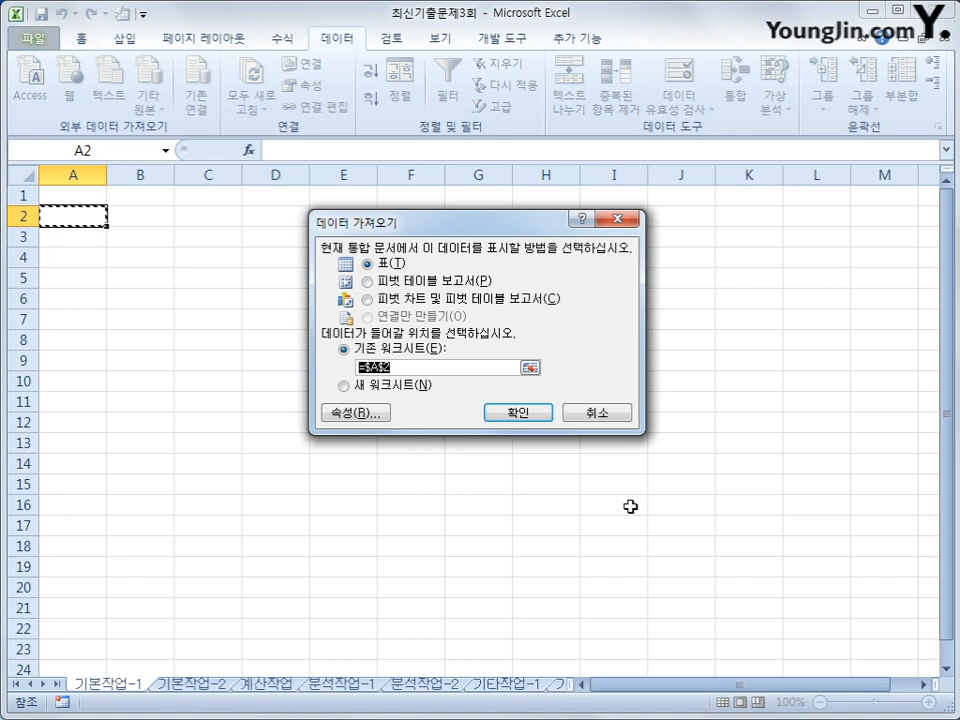 최신기출문제3회 - Microsoft Excel
Younglin.com Y.
파일 홈 삽입 페이지 레이아웃 수식 데이터 검토 보기 개발 도구 추가 기능
Access 웹 텍스트 기타 원본 기존 연결 모두 새로 고침 연결 속성 연결 편집 정렬 필터 지우기 다시 적용 고급 텍스트 나누기 중복된 항목 제거 데이터 유효성 검사 통합 가상 분석 그룹 그룹 해제 부분합
외부 데이터 가져오기 연결 정렬 및 필터 데이터 도구 윤곽선
A2 fx
A B C D E F G H I J K L M
1
2
3
4
5
6
7
8
9
10
11
12
13
14
15
16
17
18
19
20
21
22
23
24
데이터 가져오기
현재 통합 문서에서 이 데이터를 표시할 방법을 선택하십시오.
표(T)
피벗 테이블 보고서(P)
피벗 차트 및 피벗 테이블 보고서(C)
연결만 만들기(O)
데이터가 들어갈 위치를 선택하십시오.
기존 워크시트(E):
=$A$2
새 워크시트(N)
속성(R)... 확인 취소
기본작업-1 기본작업-2 계산작업 분석작업-1 분석작업-2 기타작업-1
참조 100%